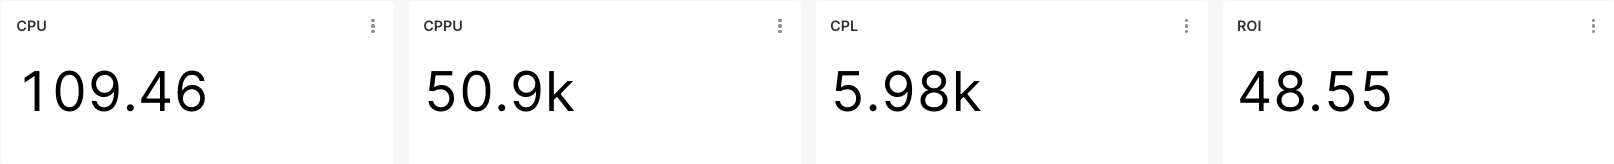 CPU
109.46
CPPU
50.9k
CPL
5.98k
ROI
48.55